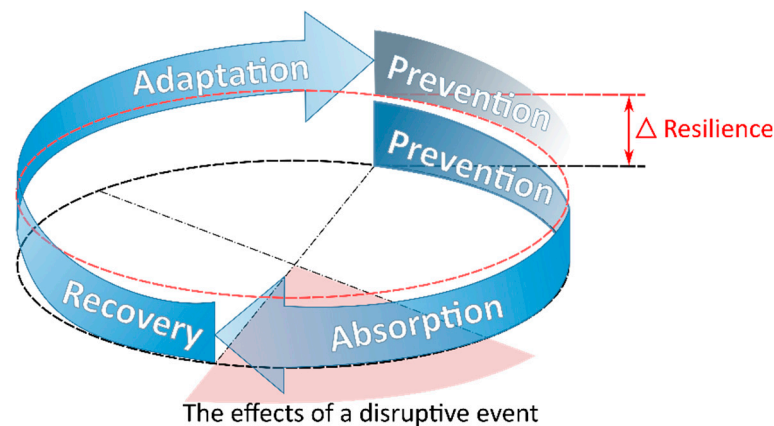 Adaptation
Prevention
Prevention
△ Resilience
Recovery
Absorption
The effects of a disruptive event